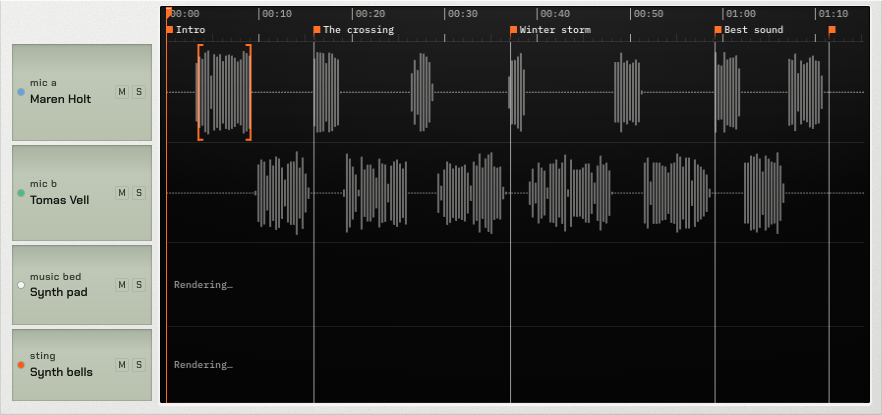 00:00 00:10 00:20 00:30 00:40 00:50 01:00 01:10
Intro The crossing Winter storm Best sound
mic a
Maren Holt M S
mic b
Tomas Vell M S
music bed
Synth pad M S
Rendering…
sting
Synth bells M S
Rendering…